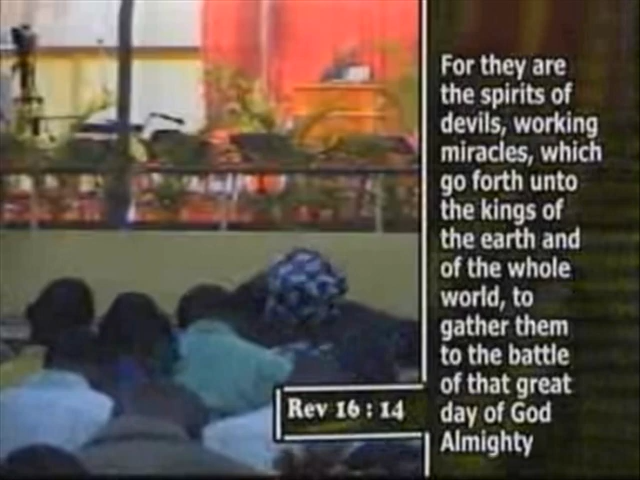 For they are
the spirits of
devils, working
miracles, which
go forth unto
the kings of
the earth and
of the whole
world, to
gather them
to the battle
of that great
day of God
Almighty
Rev 16 : 14